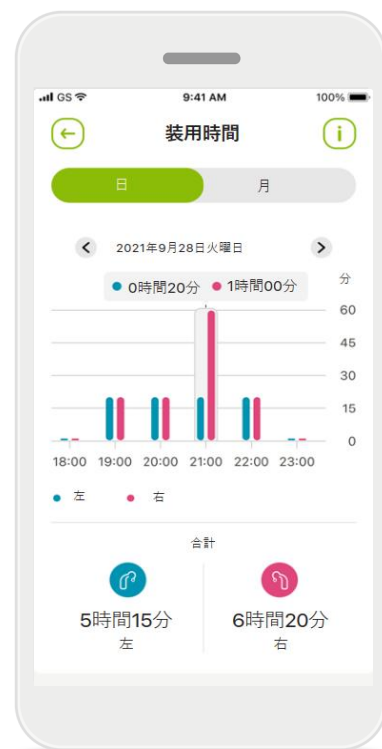 GS 9:41 AM 100%
装用時間
日 月
2021年9月28日火曜日
0時間20分 1時間00分 分
60
45
30
15
0
18:00 19:00 20:00 21:00 22:00 23:00
左 右
合計
5時間15分 6時間20分
左 右